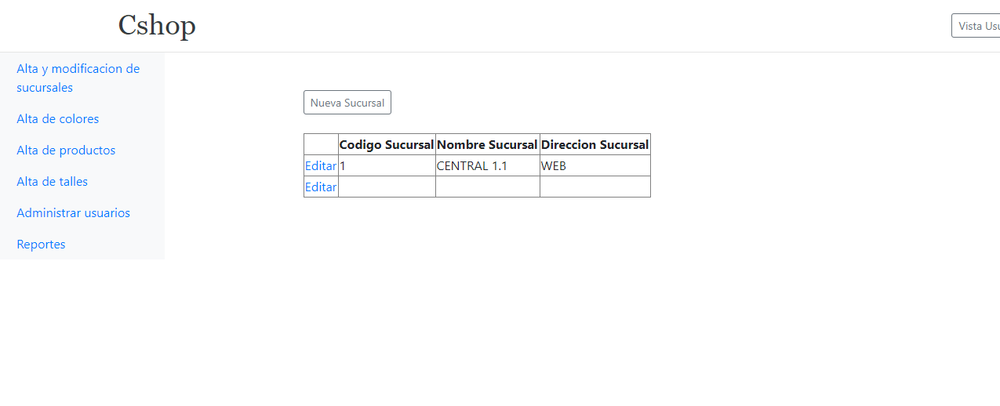 Cshop
Vista Usu
Alta y modificacion de
sucursales
Alta de colores
Alta de productos
Alta de talles
Administrar usuarios
Reportes
Nueva Sucursal
Codigo Sucursal Nombre Sucursal Direccion Sucursal
Editar 1 CENTRAL 1.1 WEB
Editar